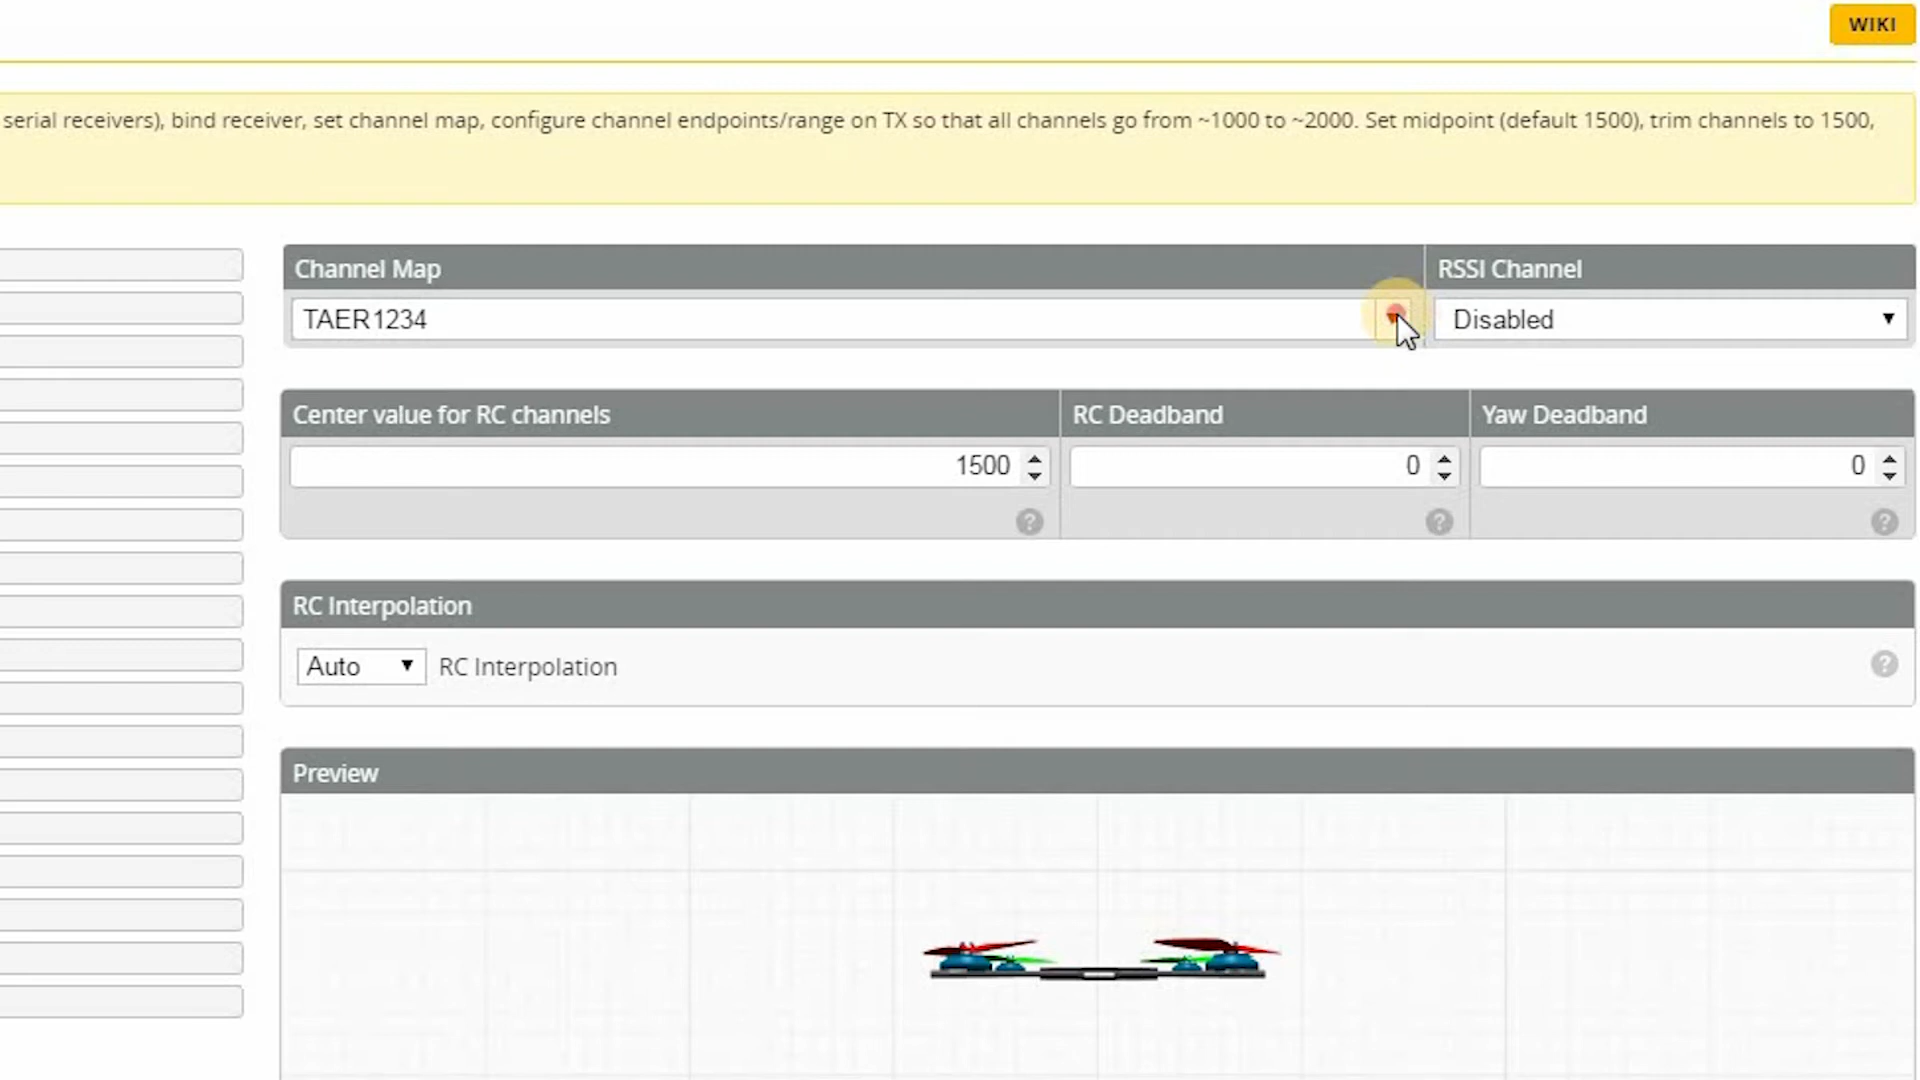 WIKI
serial receivers), bind receiver, set channel map, configure channel endpoints/range on TX so that all channels go from ~1000 to ~2000. Set midpoint (default 1500), trim channels to 1500,
Channel Map
RSSI Channel
TAER1234
Disabled
Center value for RC channels
RC Deadband
Yaw Deadband
1500
0
0
?
?
?
RC Interpolation
Auto
RC Interpolation
?
Preview